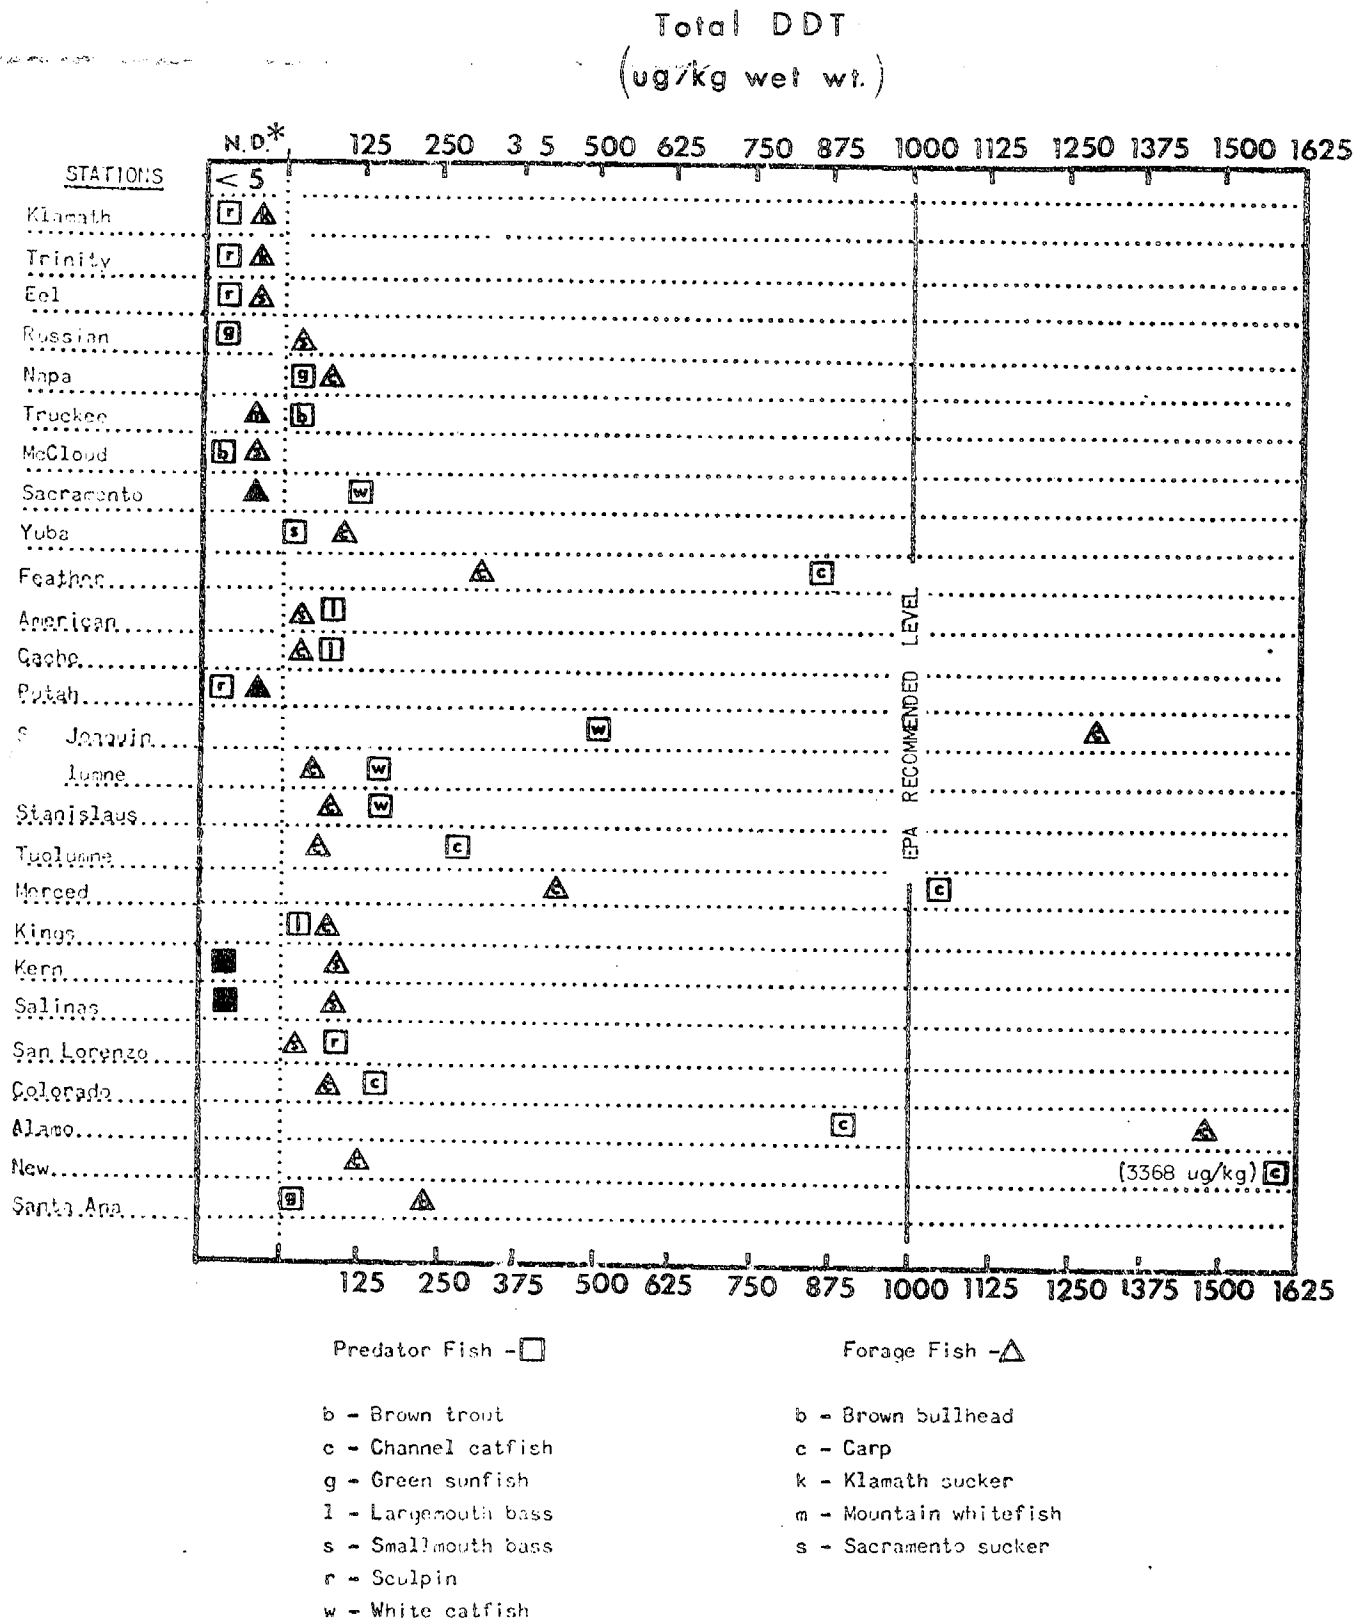 Total DDT
(ug/kg wet wt.)
N.D.* 125 250 3 5 500 625 750 875 1000 1125 1250 1375 1500 1625
STATIONS < 5
Klamath r k
Trinity r k
Eel r s
Russian g s
Napa g c
Truckee m b
McCloud b s
Sacramento w
Yuba s c
Feather c c
American s l
Cache c l
Putah r
S Joaquin w c
lumne c w
Stanislaus c w
Tuolumne c c
Merced c c
Kings l c
Kern s
Salinas s
San Lorenzo s r
Colorado c c
Alamo c c
New c (3368 ug/kg) c
Santa Ana g c
EPA RECOMMENDED LEVEL
125 250 375 500 625 750 875 1000 1125 1250 1375 1500 1625
Predator Fish - Forage Fish -
b - Brown trout b - Brown bullhead
c - Channel catfish c - Carp
g - Green sunfish k - Klamath sucker
l - Largemouth bass m - Mountain whitefish
s - Smallmouth bass s - Sacramento sucker
r - Sculpin
w - White catfish